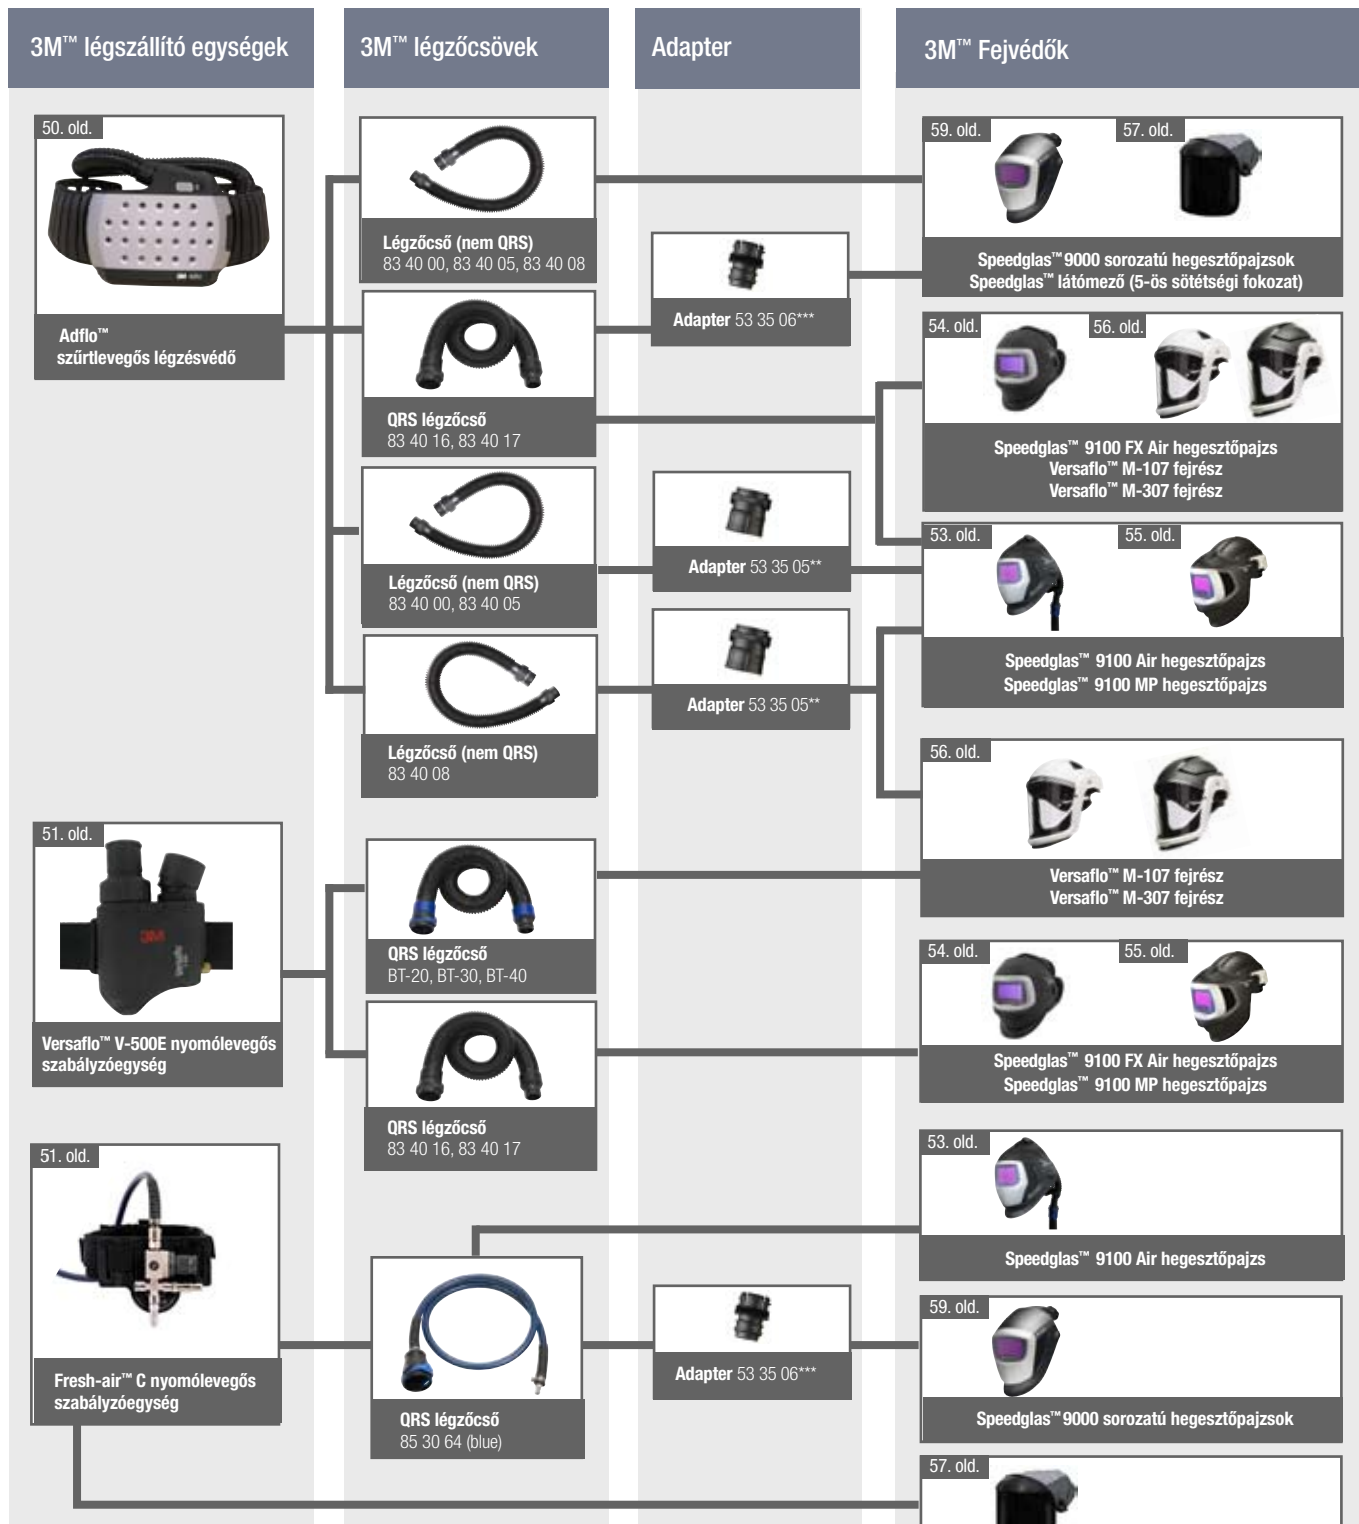 3M™ légszállító egységek
3M™ légzőcsövek
Adapter
3M™ Fejvédők
50. old.
Adflo™
szűrtlevegős légzésvédő
Légzőcső (nem QRS)
83 40 00, 83 40 05, 83 40 08
Adapter 53 35 06***
59. old.
57. old.
Speedglas™ 9000 sorozatú hegesztőpajzsok
Speedglas™ látómező (5-ös sötétségi fokozat)
QRS légzőcső
83 40 16, 83 40 17
54. old.
56. old.
Speedglas™ 9100 FX Air hegesztőpajzs
Versaflo™ M-107 fejrész
Versaflo™ M-307 fejrész
Légzőcső (nem QRS)
83 40 00, 83 40 05
Adapter 53 35 05**
53. old.
55. old.
Speedglas™ 9100 Air hegesztőpajzs
Speedglas™ 9100 MP hegesztőpajzs
Légzőcső (nem QRS)
83 40 08
Adapter 53 35 05**
56. old.
Versaflo™ M-107 fejrész
Versaflo™ M-307 fejrész
51. old.
3M
Versaflo™ V-500E nyomólevegős
szabályzóegység
QRS légzőcső
BT-20, BT-30, BT-40
QRS légzőcső
83 40 16, 83 40 17
54. old.
55. old.
Speedglas™ 9100 FX Air hegesztőpajzs
Speedglas™ 9100 MP hegesztőpajzs
51. old.
Fresh-air™ C nyomólevegős
szabályzóegység
QRS légzőcső
85 30 64 (blue)
53. old.
Speedglas™ 9100 Air hegesztőpajzs
Adapter 53 35 06***
59. old.
Speedglas™ 9000 sorozatú hegesztőpajzsok
57. old.